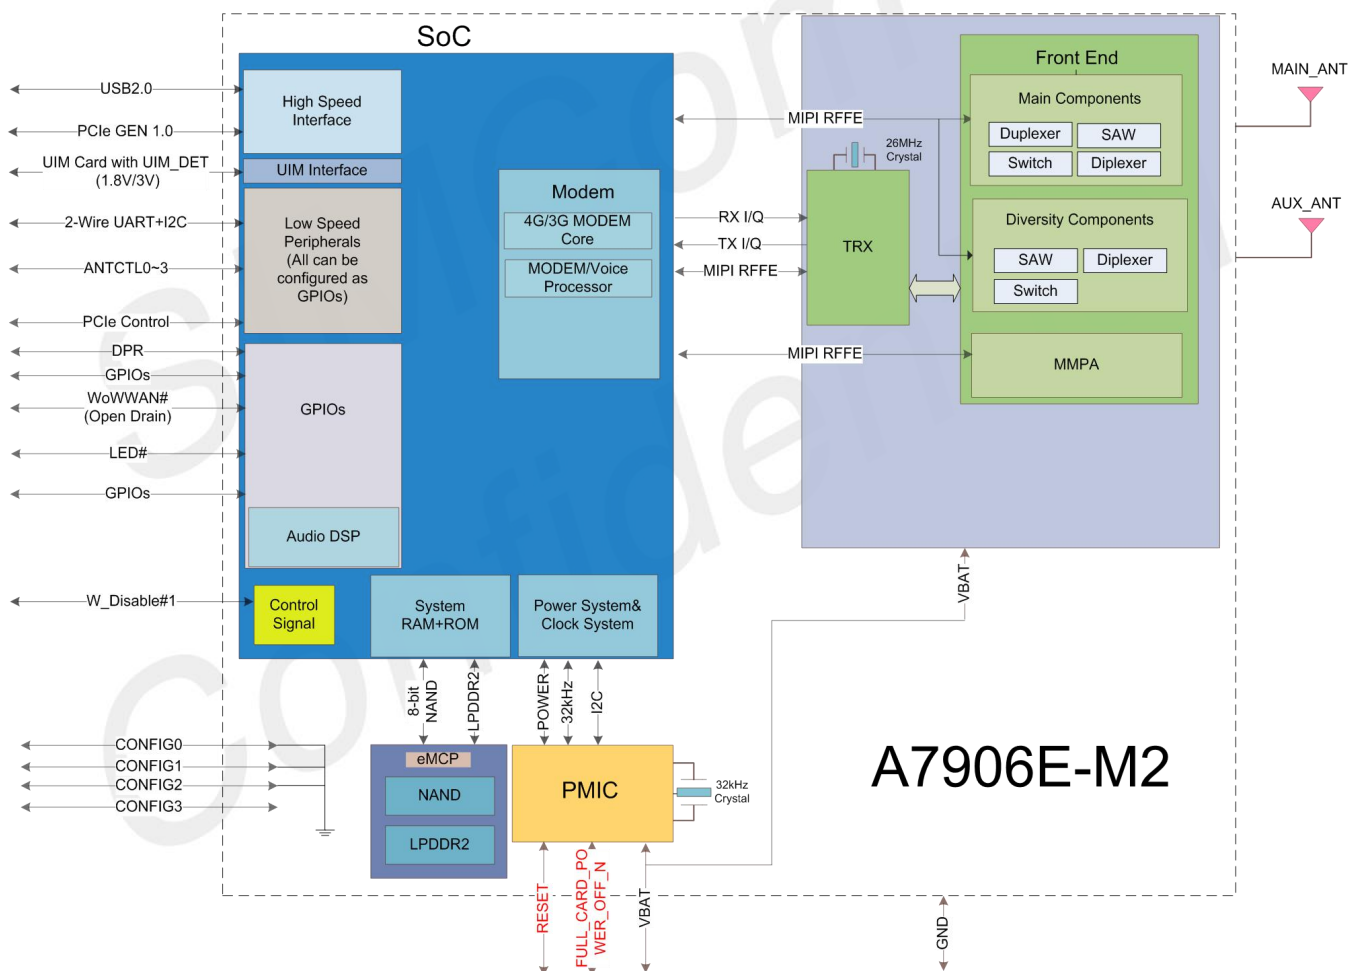 SoC
USB2.0
PCIe GEN 1.0
UIM Card with UIM_DET
(1.8V/3V)
2-Wire UART+I2C
ANTCTL0~3
PCIe Control
DPR
GPIOs
WoWWAN#
(Open Drain)
LED#
GPIOs
W_Disable#1
High Speed
Interface
UIM Interface
Low Speed
Peripherals
(All can be
configured as
GPIOs)
GPIOs
Audio DSP
Control
Signal
System
RAM+ROM
Power System&
Clock System
Modem
4G/3G MODEM
Core
MODEM/Voice
Processor
MIPI RFFE
RX I/Q
TX I/Q
MIPI RFFE
MIPI RFFE
26MHz
Crystal
TRX
Front End
Main Components
Duplexer
SAW
Switch
Diplexer
Diversity Components
SAW
Diplexer
Switch
MMPA
MAIN_ANT
AUX_ANT
VBAT
8-bit
NAND
LPDDR2
POWER
32kHz
I2C
CONFIG0
CONFIG1
CONFIG2
CONFIG3
eMCP
NAND
LPDDR2
PMIC
32kHz
Crystal
A7906E-M2
RESET
FULL_CARD_PO
WER_OFF_N
VBAT
GND